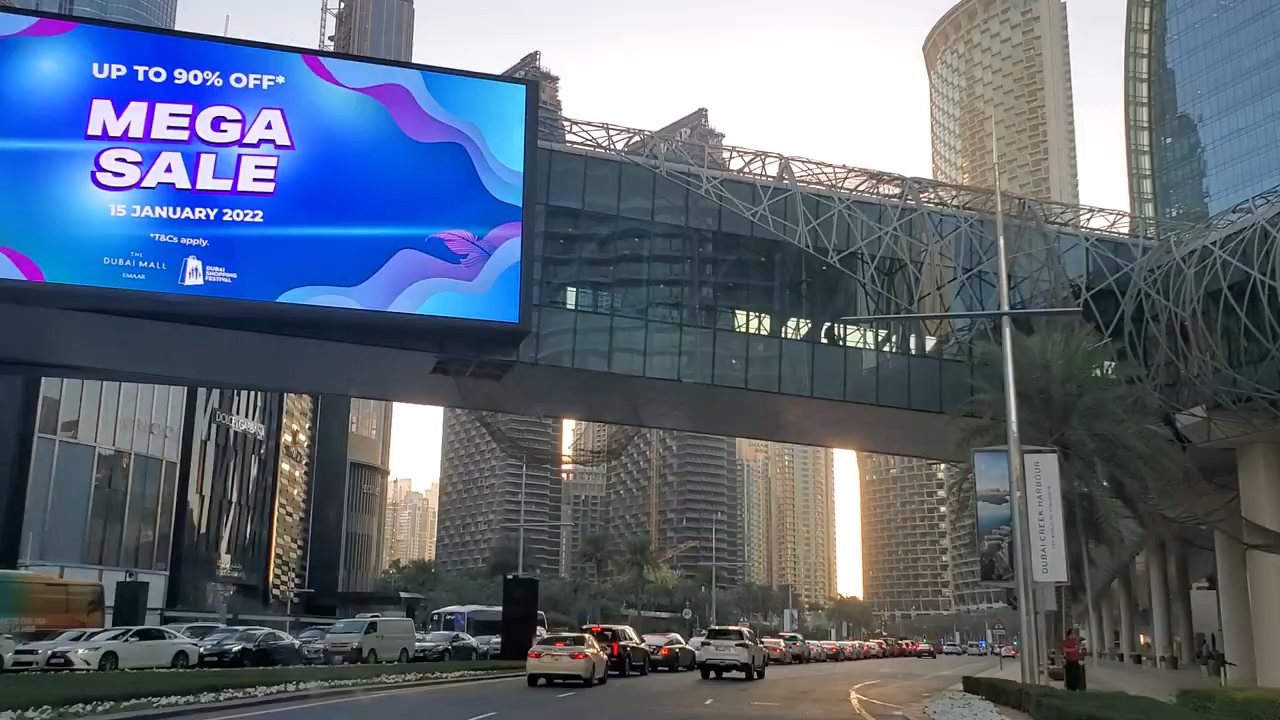 UP TO 90% OFF*
MEGA
SALE
15 JANUARY 2022
*T&Cs apply.
THE
DUBAI MALL
EMAAR
DUBAI
SHOPPING
FESTIVAL
DOLCE&GABBANA
DUBAI CREEK HARBOUR